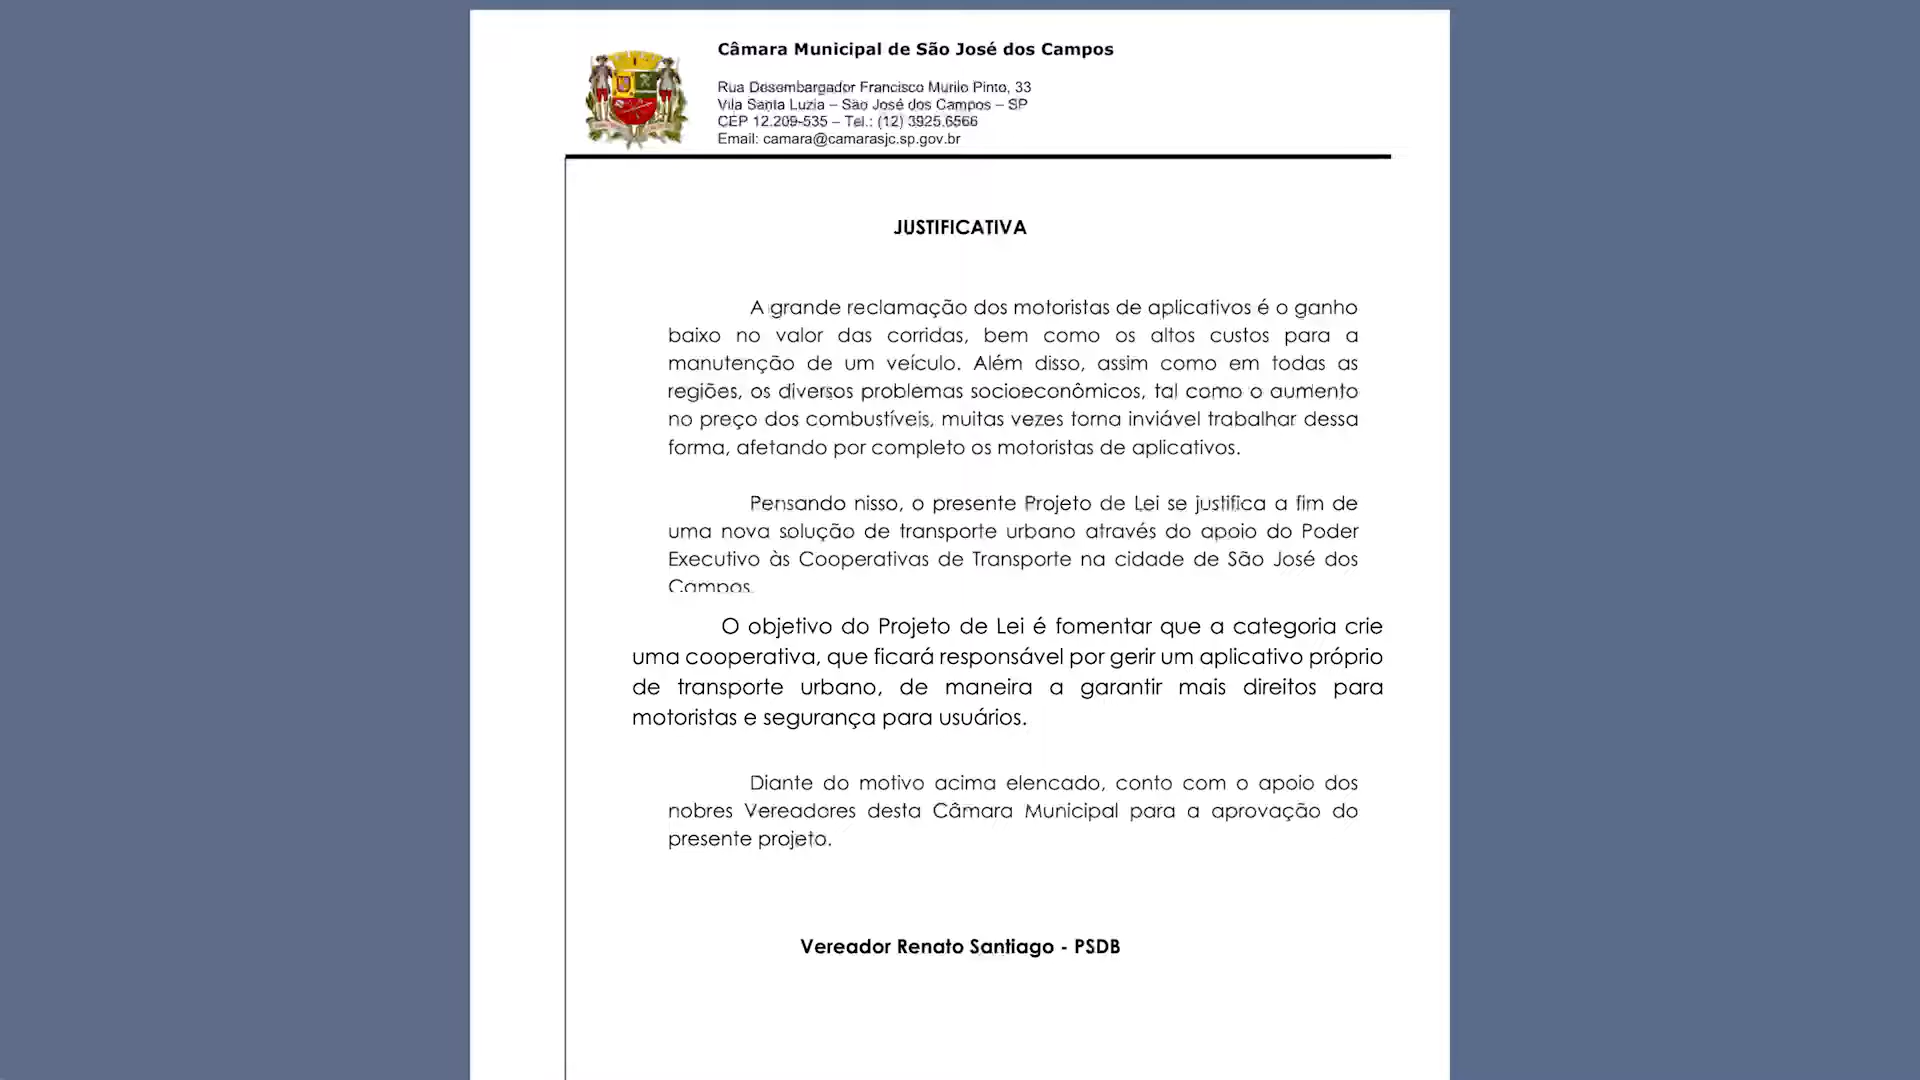 Câmara Municipal de São José dos Campos
Rua Desembargador Francisco Murilo Pinto, 33
Vila Santa Luzia – São José dos Campos – SP
CEP 12.209-535 – Tel.: (12) 3925.6566
Email: camara@camarasjc.sp.gov.br
JUSTIFICATIVA
A grande reclamação dos motoristas de aplicativos é o ganho
baixo no valor das corridas, bem como os altos custos para a
manutenção de um veículo. Além disso, assim como em todas as
regiões, os diversos problemas socioeconômicos, tal como o aumento
no preço dos combustíveis, muitas vezes torna inviável trabalhar dessa
forma, afetando por completo os motoristas de aplicativos.
Pensando nisso, o presente Projeto de Lei se justifica a fim de
uma nova solução de transporte urbano através do apoio do Poder
Executivo às Cooperativas de Transporte na cidade de São José dos
Campos.
O objetivo do Projeto de Lei é fomentar que a categoria crie
uma cooperativa, que ficará responsável por gerir um aplicativo próprio
de transporte urbano, de maneira a garantir mais direitos para
motoristas e segurança para usuários.
Diante do motivo acima elencado, conto com o apoio dos
nobres Vereadores desta Câmara Municipal para a aprovação do
presente projeto.
Vereador Renato Santiago - PSDB